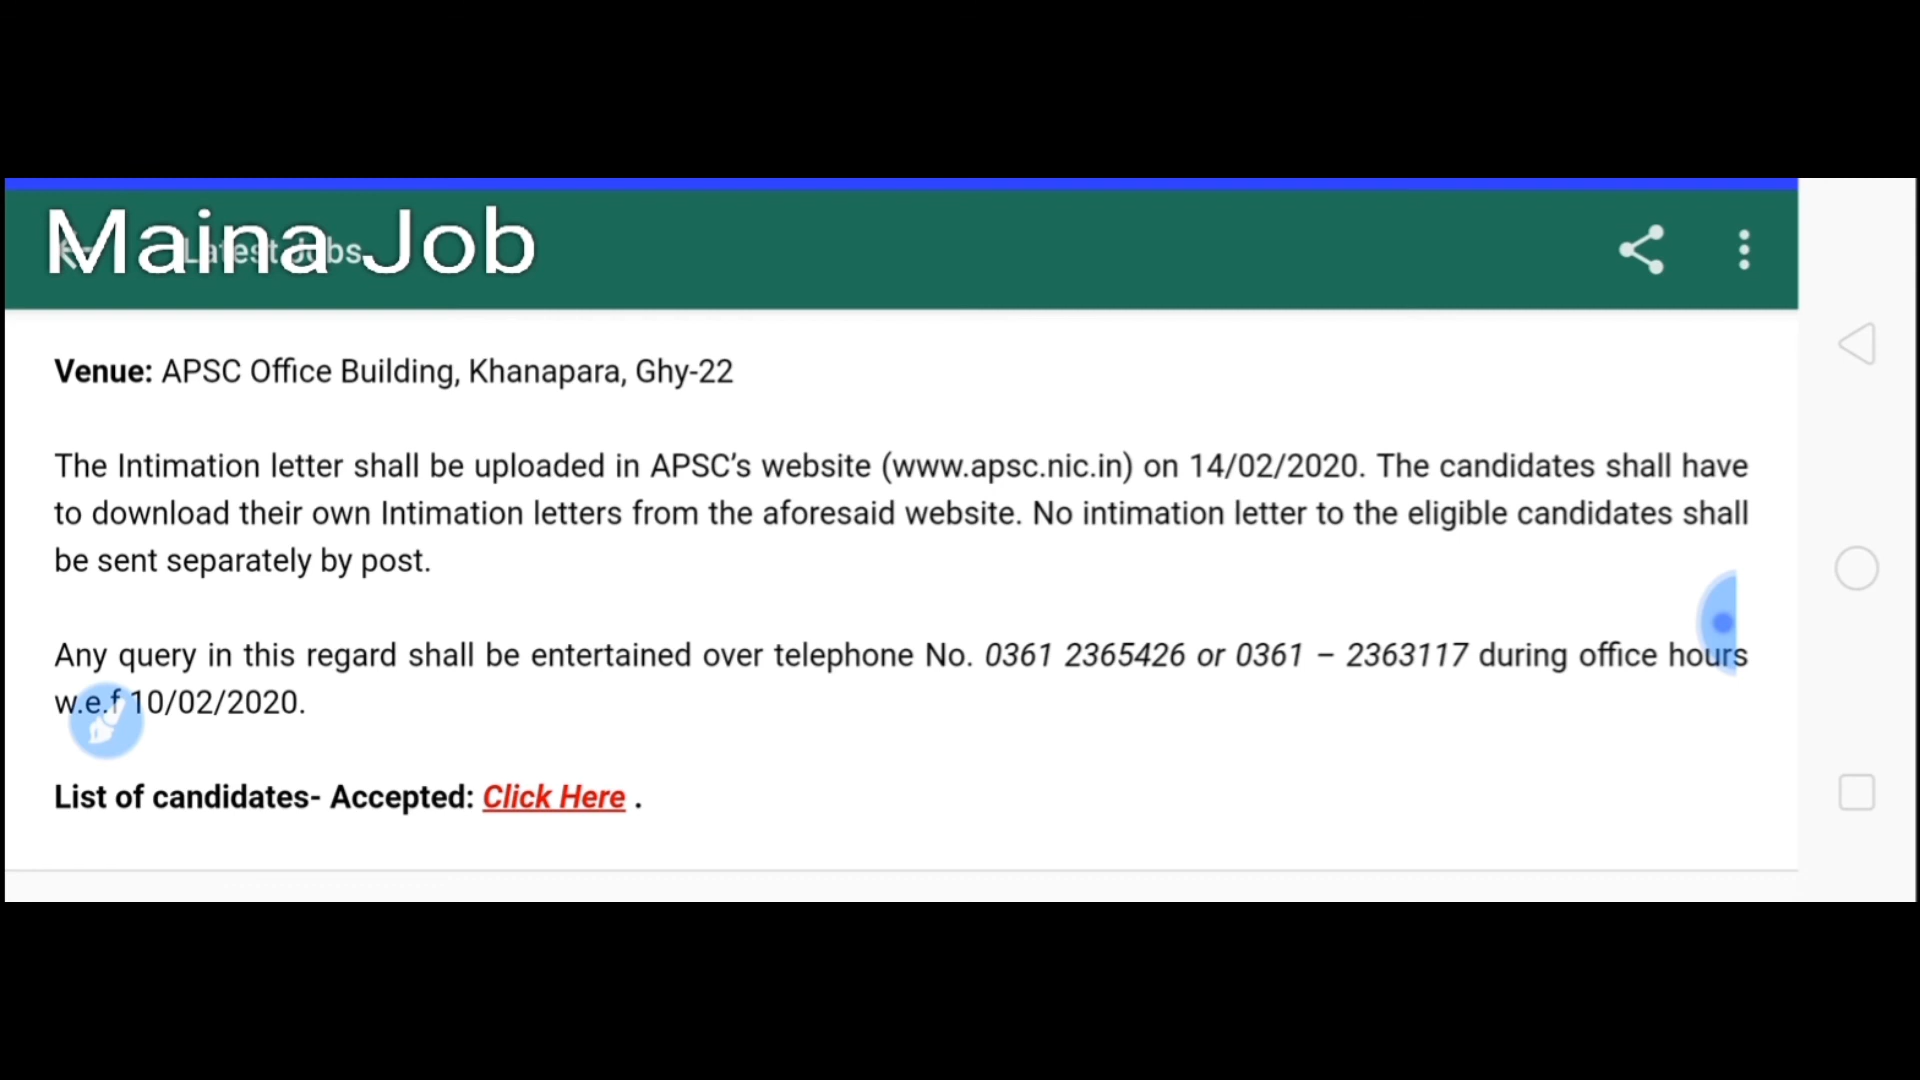 Maina Job
Latest Jobs
Venue: APSC Office Building, Khanapara, Ghy-22
The Intimation letter shall be uploaded in APSC’s website (www.apsc.nic.in) on 14/02/2020. The candidates shall have
to download their own Intimation letters from the aforesaid website. No intimation letter to the eligible candidates shall
be sent separately by post.
Any query in this regard shall be entertained over telephone No. 0361 2365426 or 0361 – 2363117 during office hours
w.e.f 10/02/2020.
List of candidates- Accepted: Click Here .